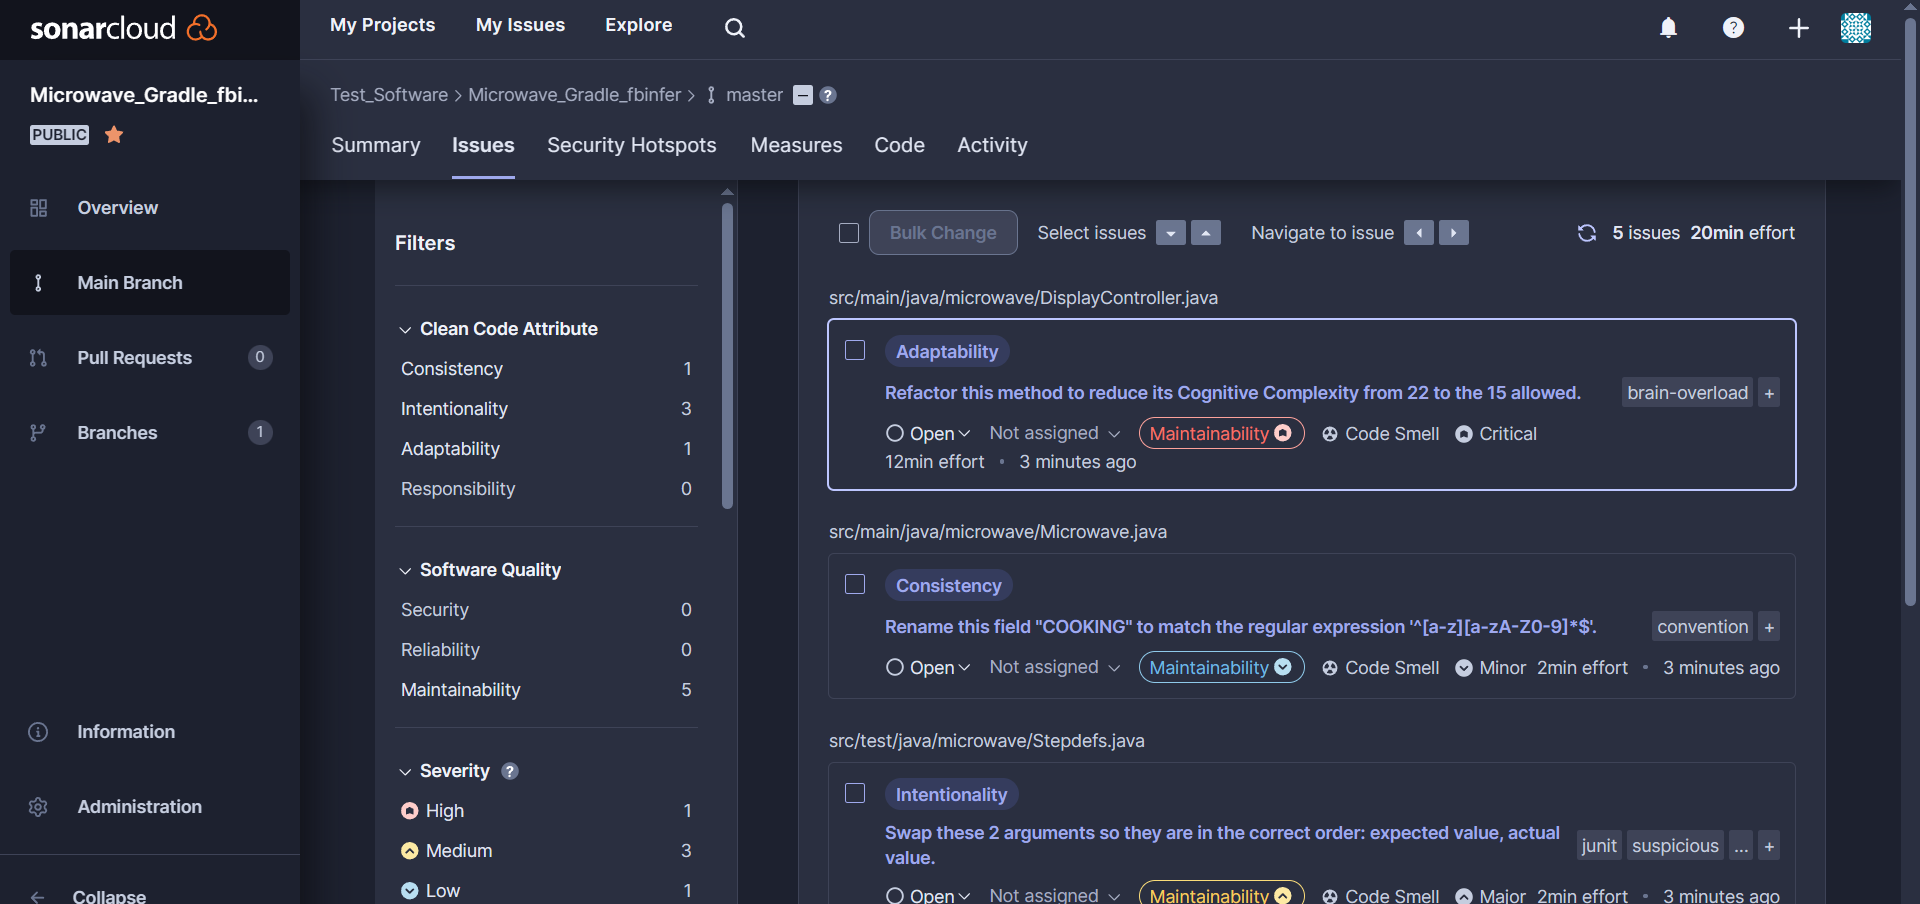 sonarcloud
My Projects My Issues Explore
Microwave_Gradle_fbi...
PUBLIC
Overview
Main Branch
Pull Requests 0
Branches 1
Information
Administration
Collapse
Test_Software > Microwave_Gradle_fbinfer > master ?
Summary Issues Security Hotspots Measures Code Activity
Filters
Clean Code Attribute
Consistency 1
Intentionality 3
Adaptability 1
Responsibility 0
Software Quality
Security 0
Reliability 0
Maintainability 5
Severity ?
High 1
Medium 3
Low 1
Bulk Change Select issues Navigate to issue 5 issues 20min effort
src/main/java/microwave/DisplayController.java
Adaptability
Refactor this method to reduce its Cognitive Complexity from 22 to the 15 allowed. brain-overload +
Open Not assigned Maintainability Code Smell Critical
12min effort • 3 minutes ago
src/main/java/microwave/Microwave.java
Consistency
Rename this field "COOKING" to match the regular expression '^[a-z][a-zA-Z0-9]*$'. convention +
Open Not assigned Maintainability Code Smell Minor 2min effort • 3 minutes ago
src/test/java/microwave/Stepdefs.java
Intentionality
Swap these 2 arguments so they are in the correct order: expected value, actual
value. junit suspicious ... +
Open Not assigned Maintainability Code Smell Major 2min effort • 3 minutes ago